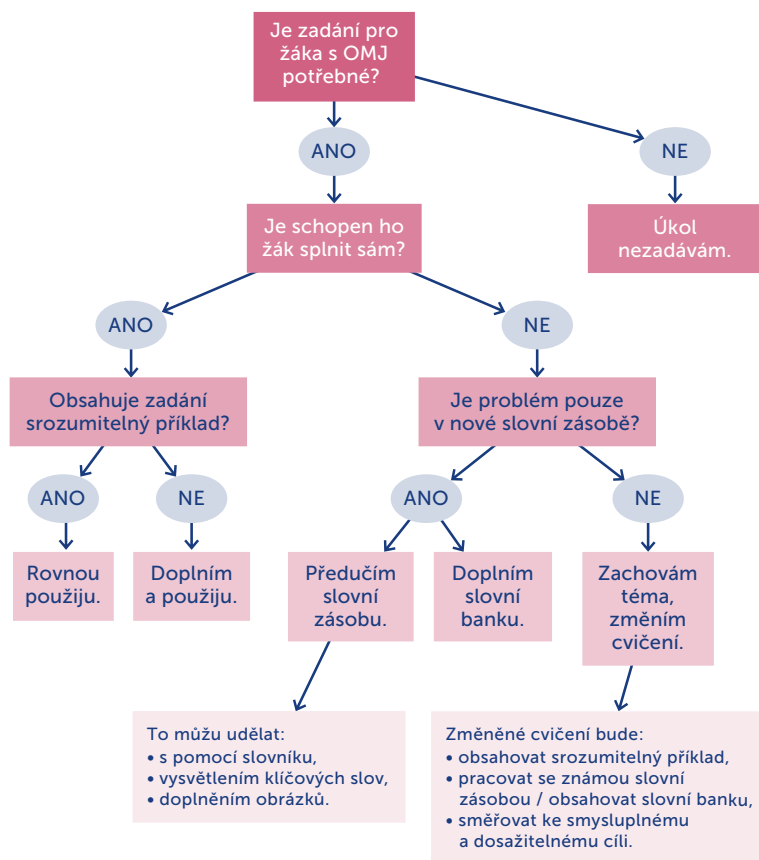 Je zadání pro
žáka s OMJ
potřebné?
ANO
NE
Je schopen ho
žák splnit sám?
Úkol
nezadávám.
ANO
NE
Obsahuje zadání
srozumitelný příklad?
Je problém pouze
v nové slovní zásobě?
ANO
NE
ANO
NE
Rovnou
použiju.
Doplním
a použiju.
Předučím
slovní
zásobu.
Doplním
slovní
banku.
Zachovám
téma,
změním
cvičení.
To můžu udělat:
• s pomocí slovníku,
• vysvětlením klíčových slov,
• doplněním obrázků.
Změněné cvičení bude:
• obsahovat srozumitelný příklad,
• pracovat se známou slovní
zásobou / obsahovat slovní banku,
• směřovat ke smysluplnému
a dosažitelnému cíli.